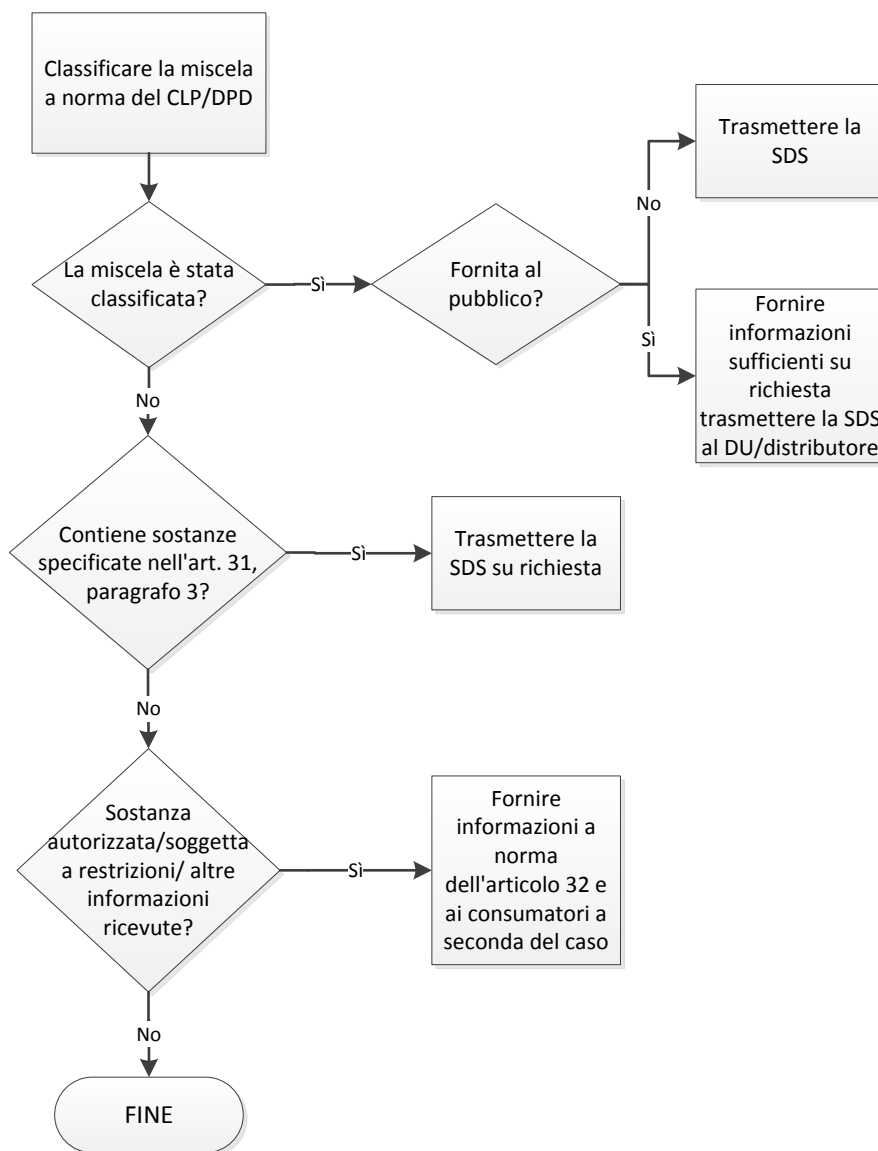 Classificare la miscela
a norma del CLP/DPD
Trasmettere la
SDS
No
La miscela è stata
classificata?
Sì
Fornita al
pubblico?
Sì
Fornire
informazioni
sufficienti su
richiesta
trasmettere la SDS
al DU/distributore
No
Contiene sostanze
specificate nell'art. 31,
paragrafo 3?
Sì
Trasmettere la
SDS su richiesta
No
Sostanza
autorizzata/soggetta
a restrizioni/ altre
informazioni
ricevute?
Sì
Fornire
informazioni a
norma
dell'articolo 32 e
ai consumatori a
seconda del caso
No
FINE